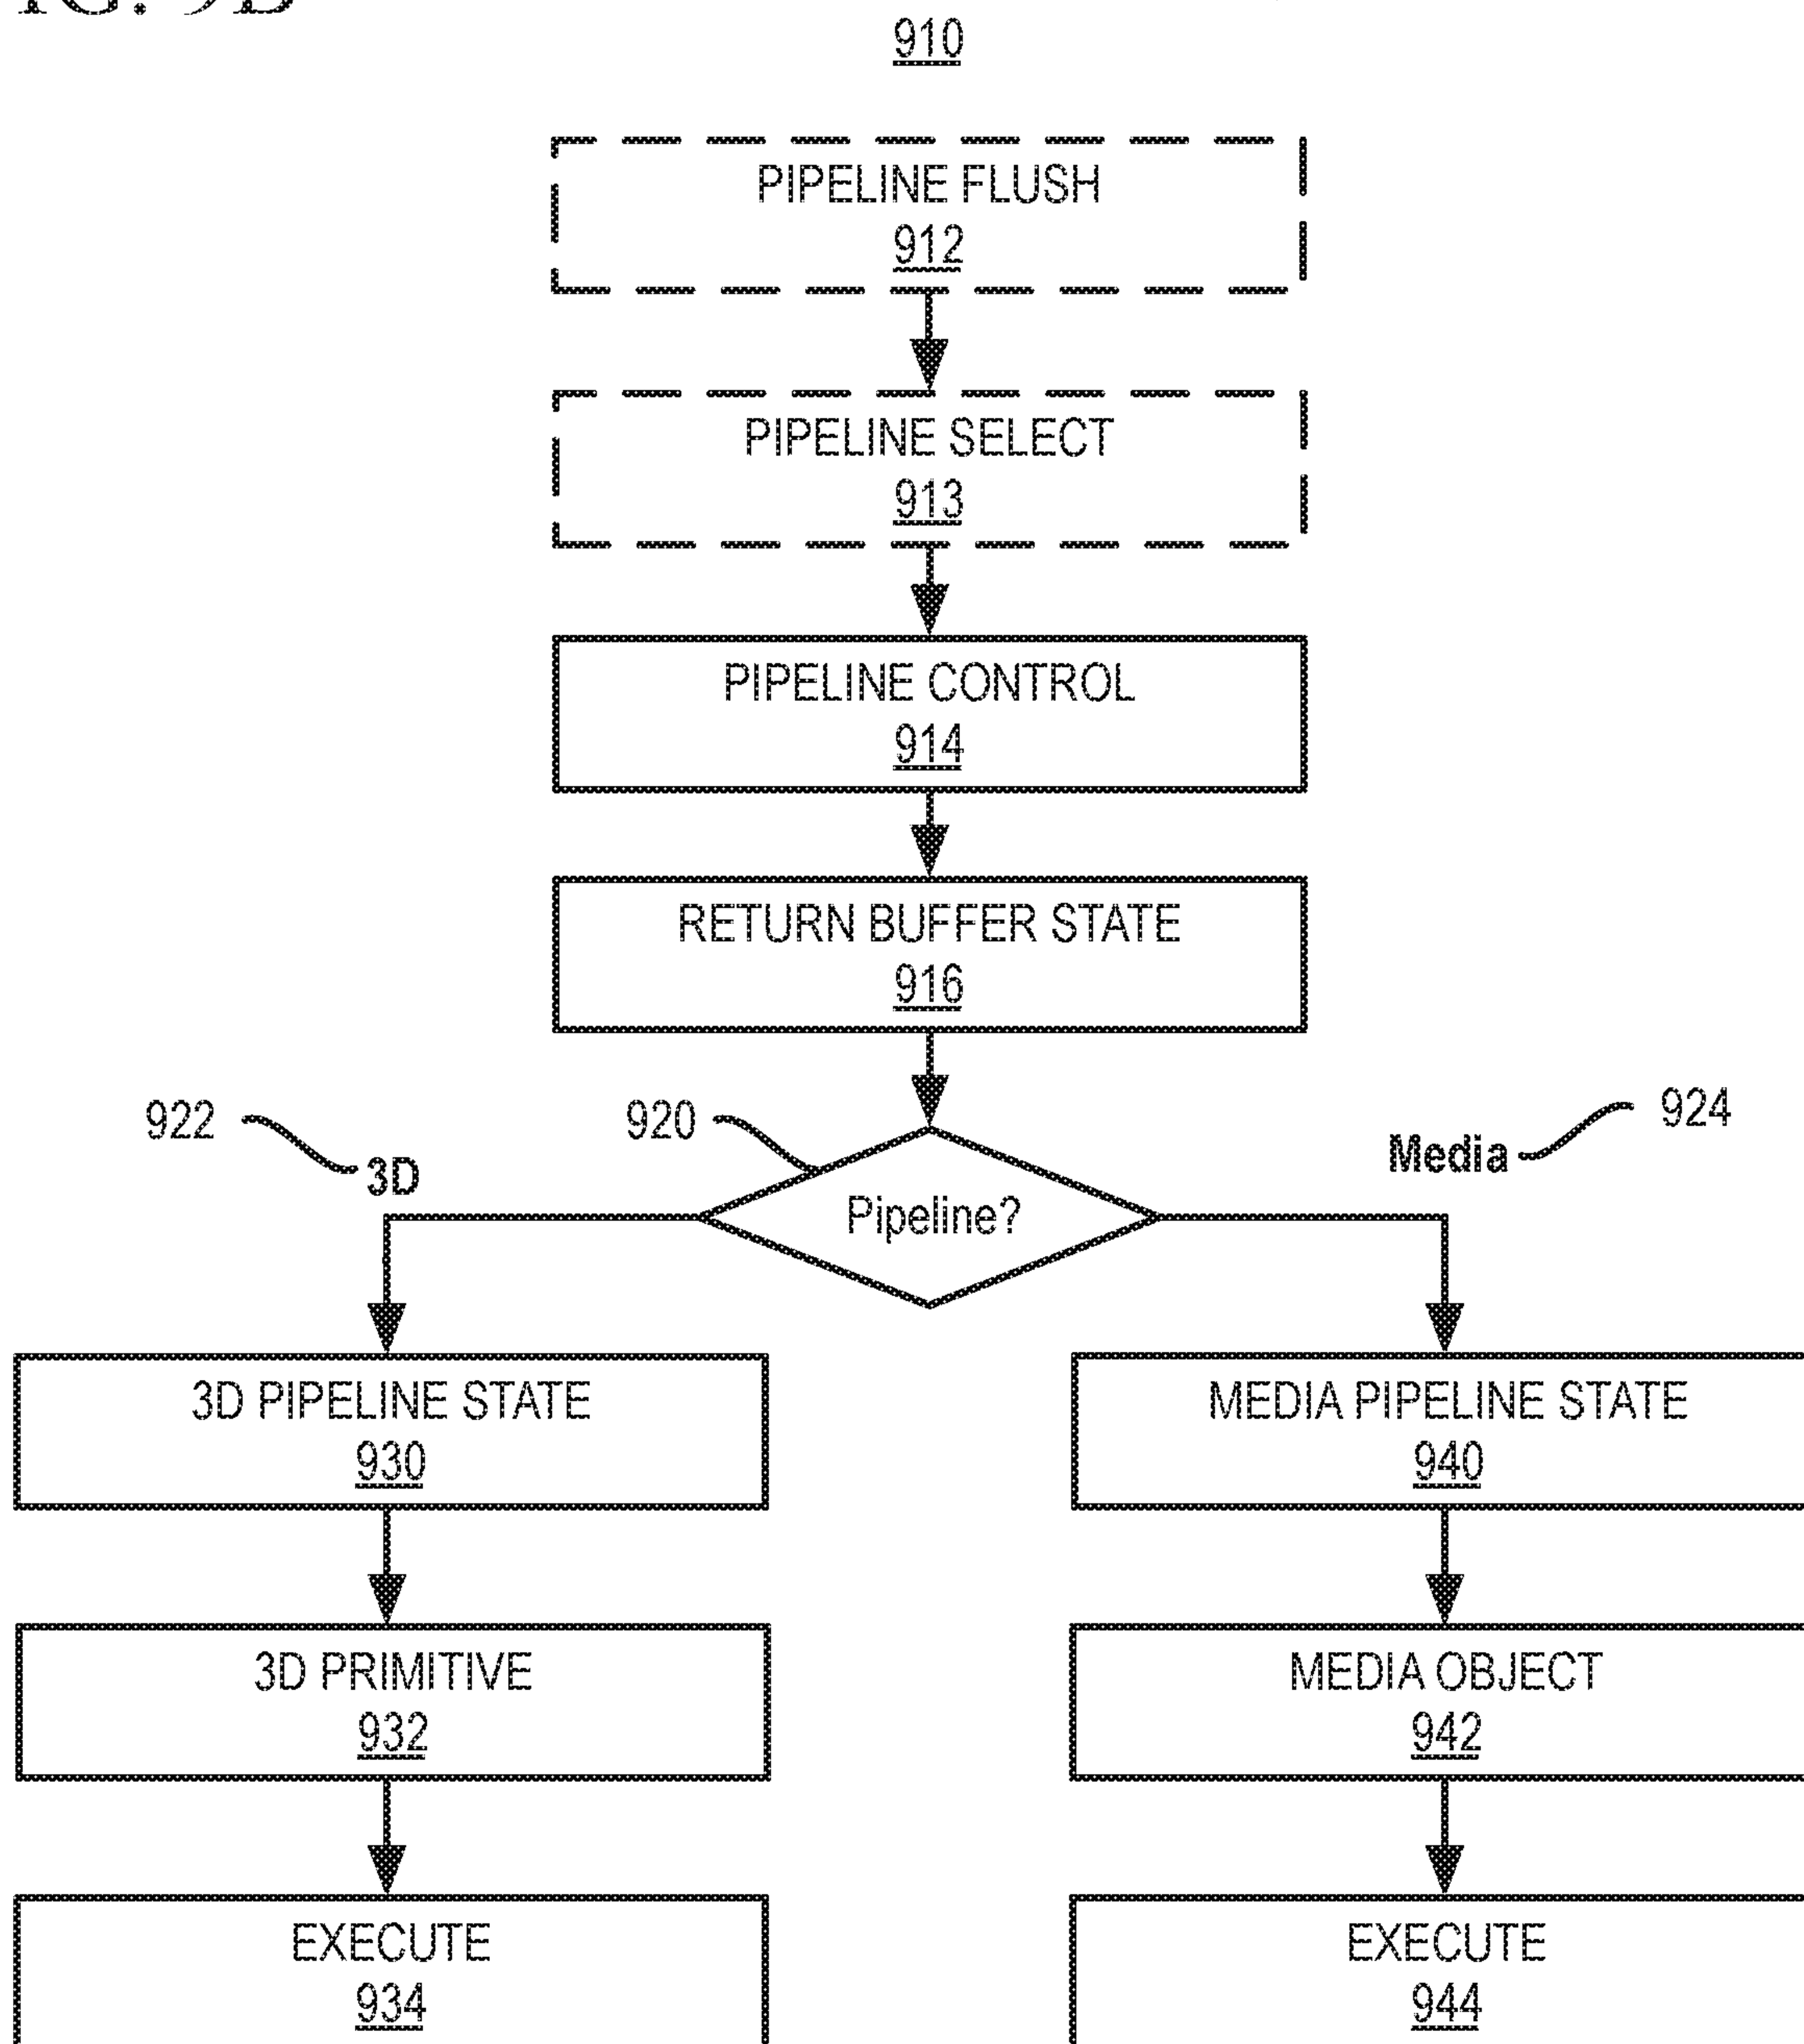 FIG. 9B
910
PIPELINE FLUSH
912
PIPELINE SELECT
913
PIPELINE CONTROL
914
RETURN BUFFER STATE
916
922
920
924
3D
Media
Pipeline?
3D PIPELINE STATE
930
MEDIA PIPELINE STATE
940
3D PRIMITIVE
932
MEDIA OBJECT
942
EXECUTE
934
EXECUTE
944